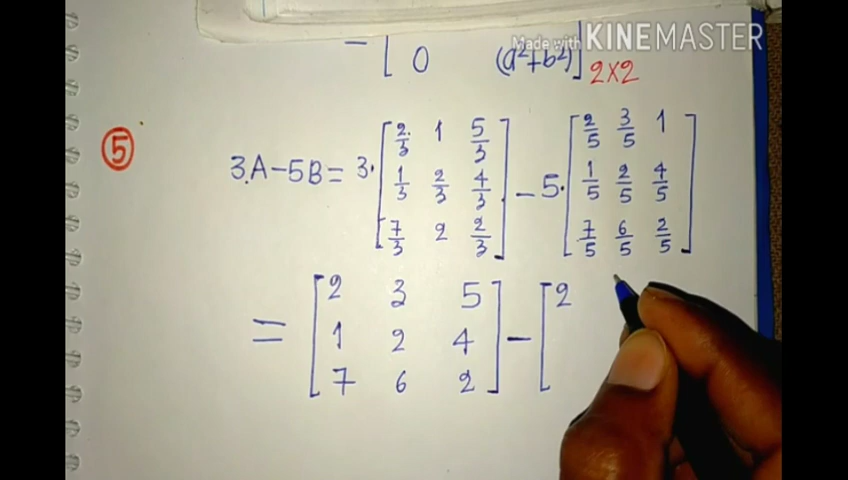 Made with KINEMASTER
= [ 0 (a²+b²) ] 2×2
⑤
3.A-5B = 3. [ 2/3 1 5/3 ; 1/3 2/3 4/3 ; 7/3 2 2/3 ] - 5. [ 2/5 3/5 1 ; 1/5 2/5 4/5 ; 7/5 6/5 2/5 ]
= [ 2 3 5 ; 1 2 4 ; 7 6 2 ] - [ 2